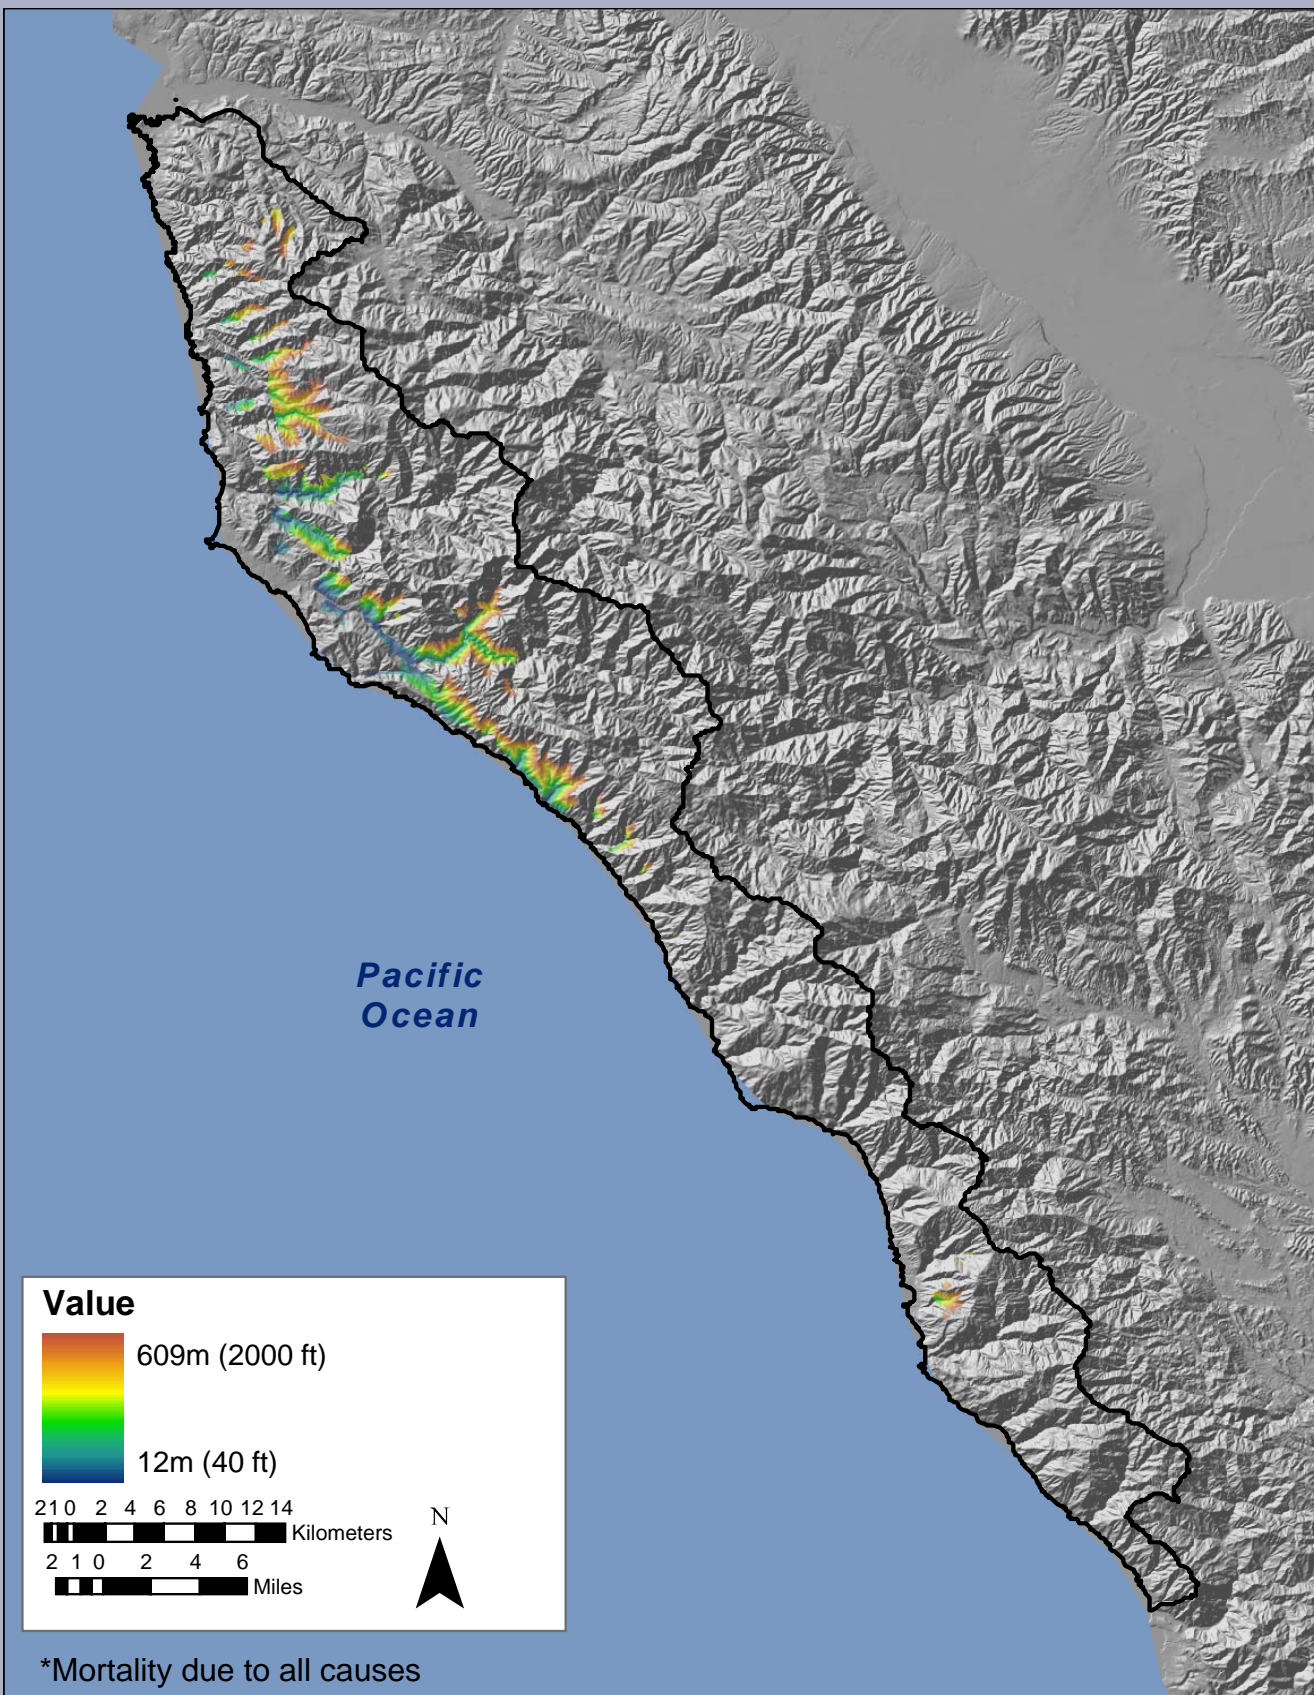 Pacific
Ocean
Value
609m (2000 ft)
12m (40 ft)
2 1 0 2 4 6 8 10 12 14
Kilometers
N
2 1 0 2 4 6
Miles
*Mortality due to all causes